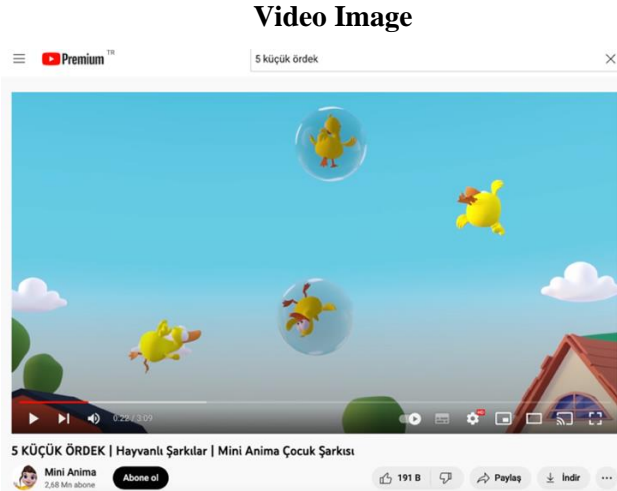 Video Image
Premium TR
5 küçük ördek
0:22 / 3:09
HD
5 KÜÇÜK ÖRDEK | Hayvanlı Şarkılar | Mini Anima Çocuk Şarkısı
Mini Anima
2,68 Mn abone
Abone ol
191 B
Paylaş
İndir